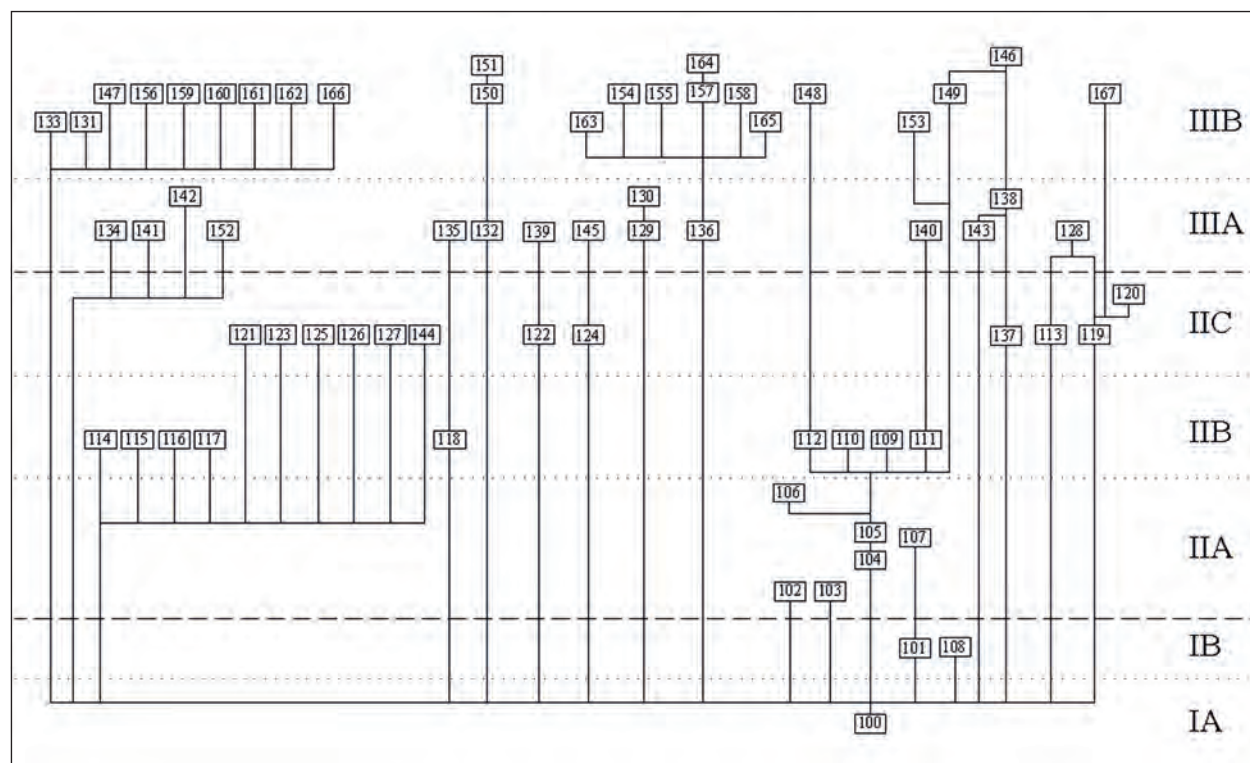 151 164 146
147 156 159 160 161 162 166 150 154 155 157 158 148 149 167
133 131 163 165 153 IIIB
142 130 138
134 141 152 135 132 139 145 129 136 140 143 128 IIIA
120
121 123 125 126 127 144 122 124 137 113 119 IIC
114 115 116 117 118 112 110 109 111 IIB
106
105 107
104 IIA
102 103
101 108 IB
100 IA